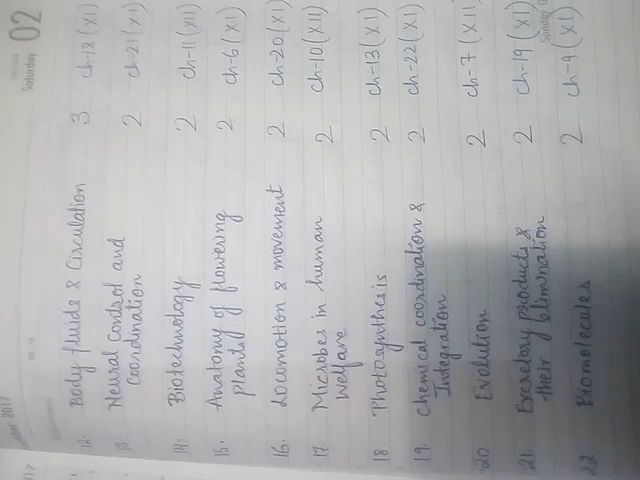 02
Saturday
12. Body fluids & Circulation 3 ch-18 (XI)
13. Neural Control and 2 ch-21 (XI)
coordination
14. Biotechnology 2 ch-11 (XII)
15. Anatomy of flowering 2 ch-6 (XI)
plants
16. Locomotion & movement 2 ch-20 (XI)
17. Microbes in human 2 ch-10 (XII)
Welfare
18. Photosynthesis 2 ch-13 (XI)
19. Chemical coordination & 2 ch-22 (XI)
Integration
20 Evolution 2 ch-7 (XII)
21. Excretory products & 2 ch-19 (XI)
their elimination
Sunday
22. Biomolecules 2 ch-9 (XI)
2017